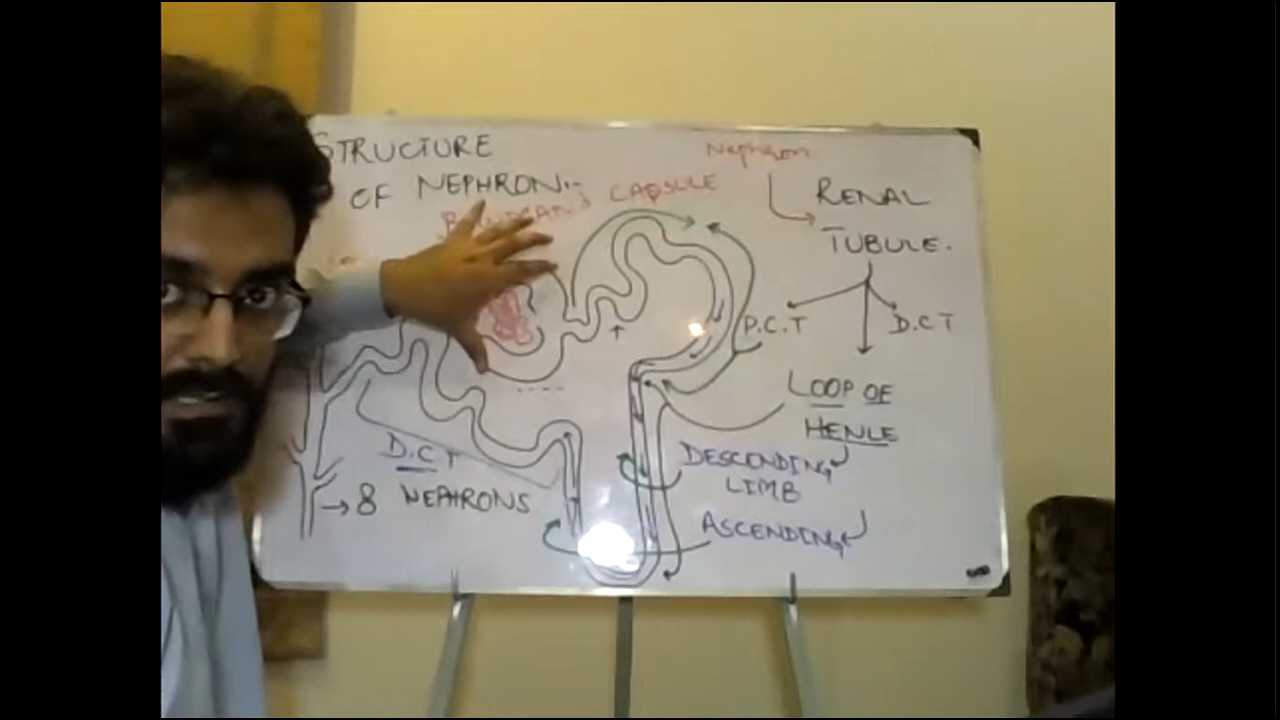 STRUCTURE
OF NEPHRON:-
CAPSULE
Nephron
RENAL
TUBULE.
P.C.T
D.C.T
LOOP OF
HENLE
DESCENDING
LIMB
ASCENDING
D.C.T
→ 8 NEPHRONS